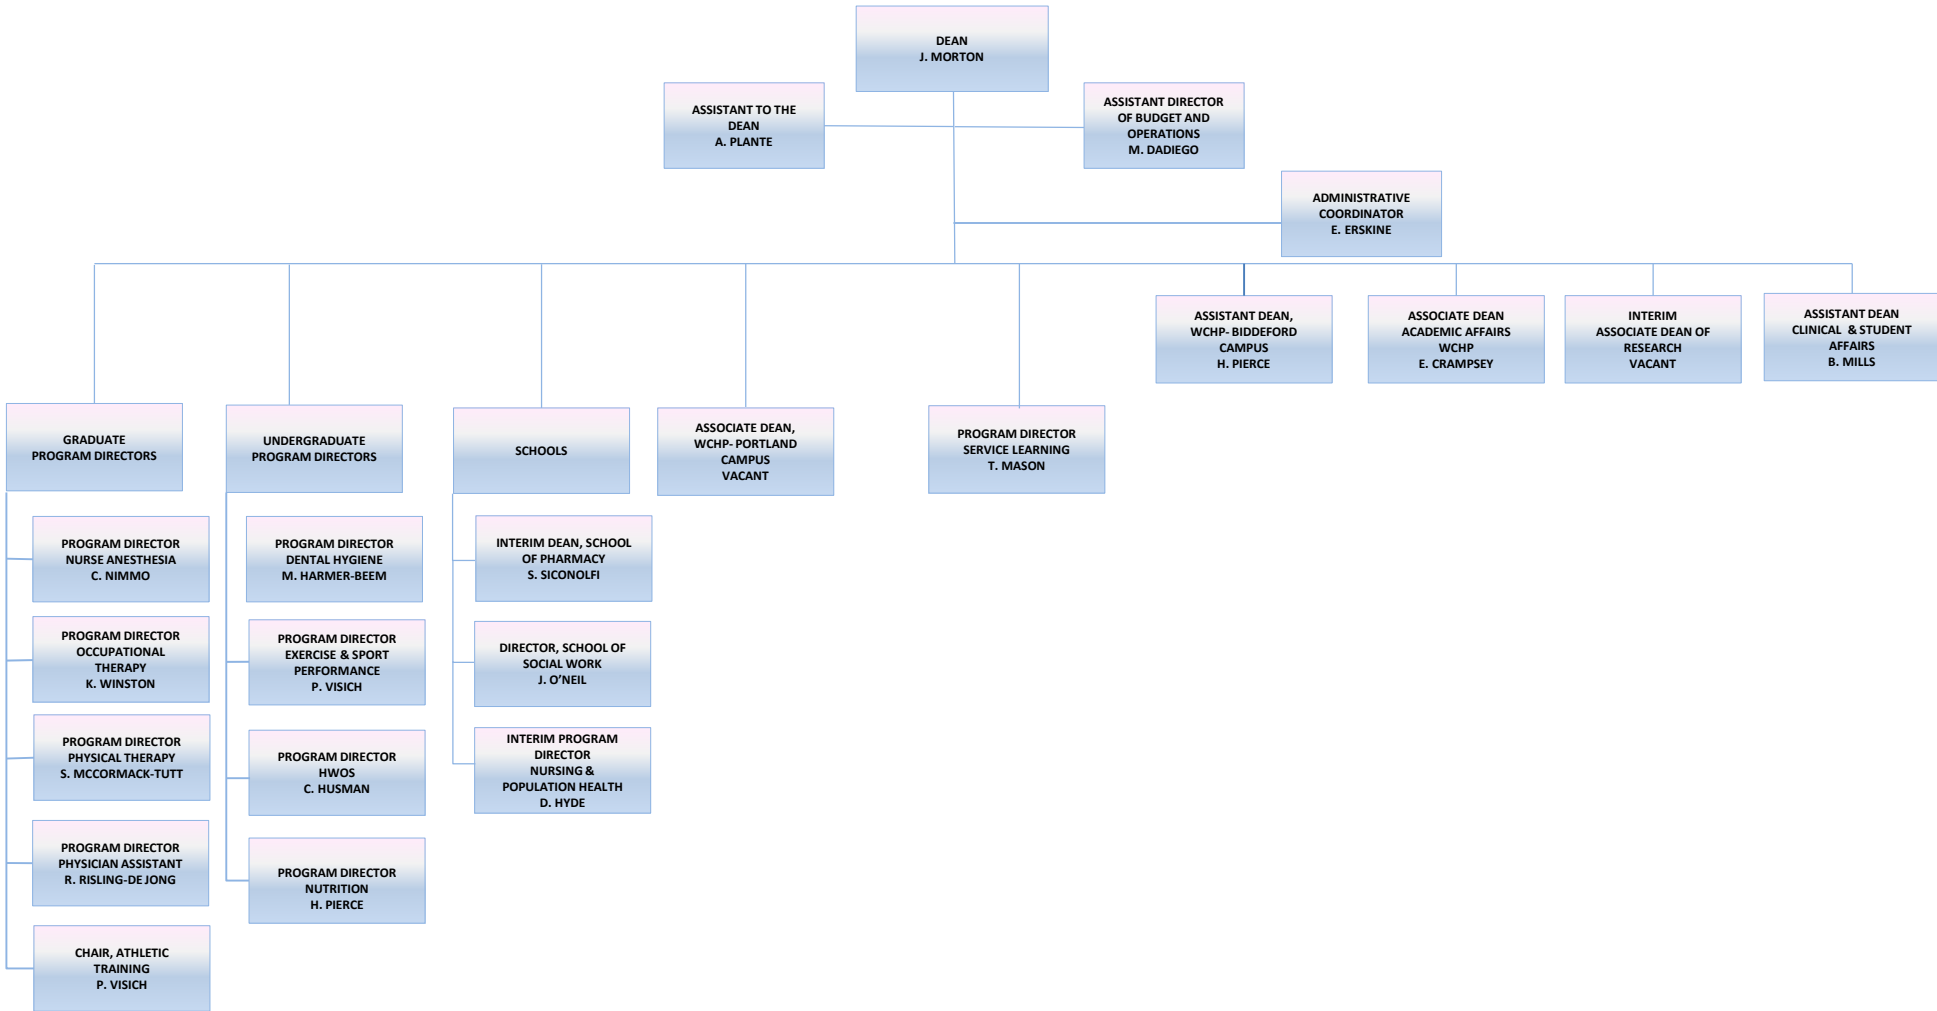 DEAN
J. MORTON
ASSISTANT TO THE
DEAN
A. PLANTE
ASSISTANT DIRECTOR
OF BUDGET AND
OPERATIONS
M. DADIEGO
ADMINISTRATIVE
COORDINATOR
E. ERSKINE
ASSISTANT DEAN,
WCHP- BIDDEFORD
CAMPUS
H. PIERCE
ASSOCIATE DEAN
ACADEMIC AFFAIRS
WCHP
E. CRAMPSEY
INTERIM
ASSOCIATE DEAN OF
RESEARCH
VACANT
ASSISTANT DEAN
CLINICAL & STUDENT
AFFAIRS
B. MILLS
GRADUATE
PROGRAM DIRECTORS
UNDERGRADUATE
PROGRAM DIRECTORS
SCHOOLS
ASSOCIATE DEAN,
WCHP- PORTLAND
CAMPUS
VACANT
PROGRAM DIRECTOR
SERVICE LEARNING
T. MASON
PROGRAM DIRECTOR
NURSE ANESTHESIA
C. NIMMO
PROGRAM DIRECTOR
OCCUPATIONAL
THERAPY
K. WINSTON
PROGRAM DIRECTOR
PHYSICAL THERAPY
S. MCCORMACK-TUTT
PROGRAM DIRECTOR
PHYSICIAN ASSISTANT
R. RISLING-DE JONG
CHAIR, ATHLETIC
TRAINING
P. VISICH
PROGRAM DIRECTOR
DENTAL HYGIENE
M. HARMER-BEEM
PROGRAM DIRECTOR
EXERCISE & SPORT
PERFORMANCE
P. VISICH
PROGRAM DIRECTOR
HWOS
C. HUSMAN
PROGRAM DIRECTOR
NUTRITION
H. PIERCE
INTERIM DEAN, SCHOOL
OF PHARMACY
S. SICONOLFI
DIRECTOR, SCHOOL OF
SOCIAL WORK
J. O’NEIL
INTERIM PROGRAM
DIRECTOR
NURSING &
POPULATION HEALTH
D. HYDE